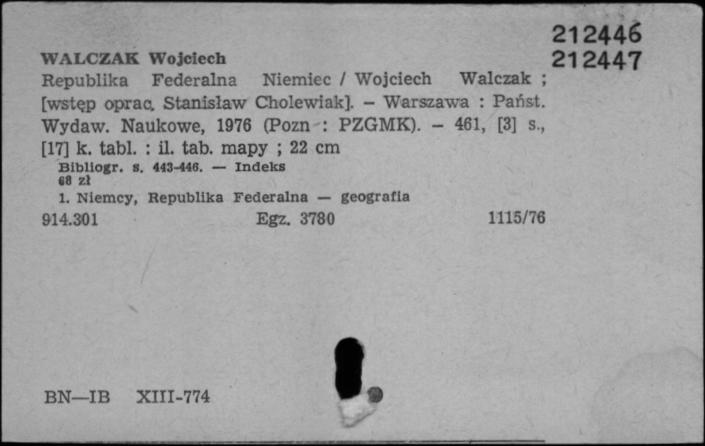 212446
WALCZAK Wojciech
212447
Republika Federalna Niemiec / Wojciech Walczak ;
[wstęp oprac. Stanisław Cholewiak]. – Warszawa : Państ.
Wydaw. Naukowe, 1976 (Pozn : PZGMK). – 461, [3] s.,
[17] k. tabl. : il. tab. mapy ; 22 cm
Bibliogr. s. 443-446. — Indeks
68 zł
1. Niemcy, Republika Federalna — geografia
914.301 Egz. 3780 1115/76
BN—IB XIII-774